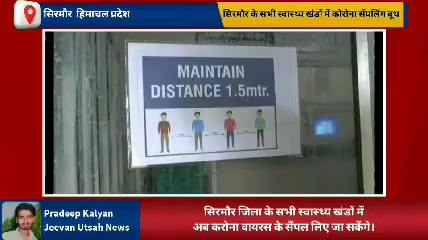 सिरमौर हिमाचल प्रदेश
सिरमौर के सभी स्वास्थ्य खंडों में कोरोना सैंपलिंग बूथ
MAINTAIN
DISTANCE 1.5mtr.
Pradeep Kalyan
Jeevan Utsah News
सिरमौर जिला के सभी स्वास्थ्य खंडों में
अब करोना वायरस के सैंपल लिए जा सकेंगे।